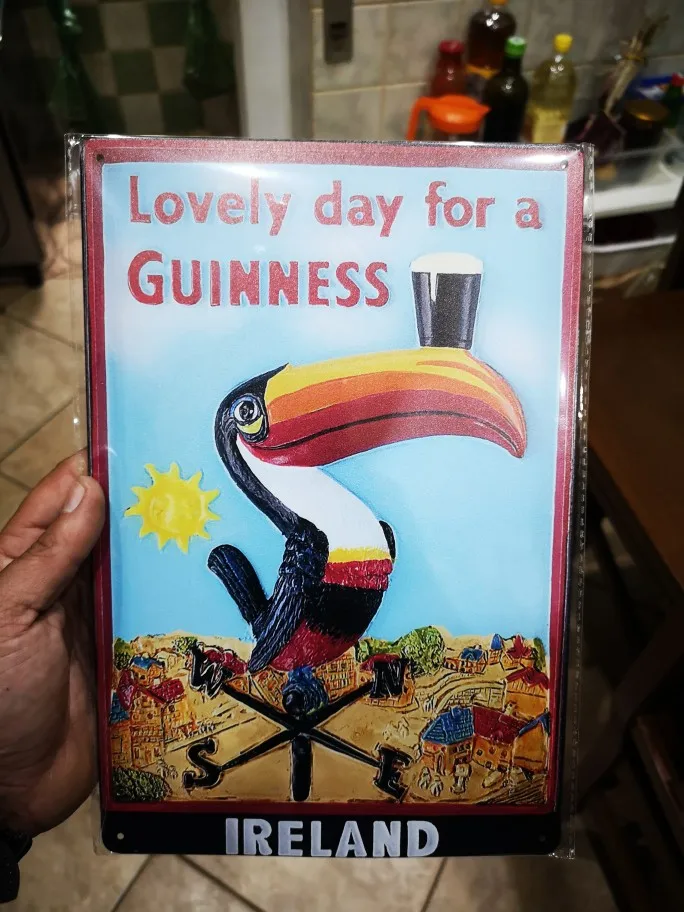 Lovely day for a
GUINNESS
W N
S E
IRELAND